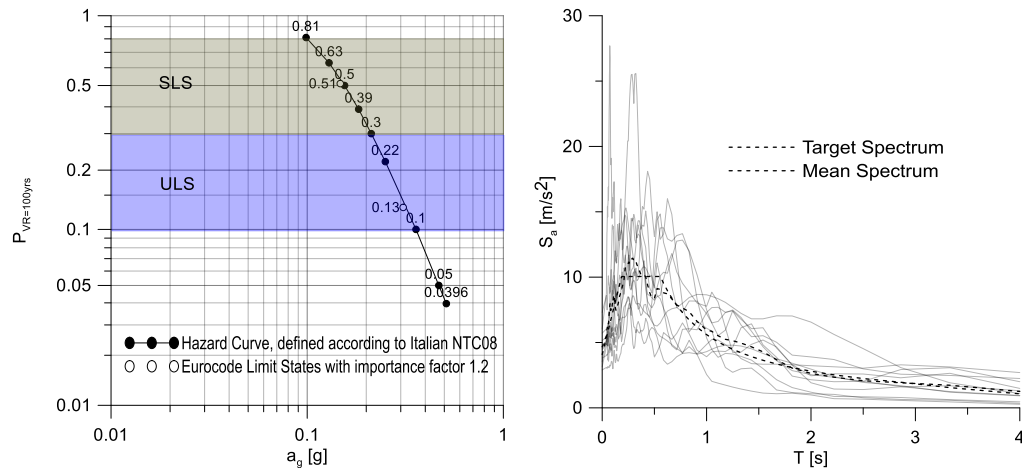 1
0.5
0.2
0.1
0.05
0.01
P_VR=100yrs
0.81
0.63
0.5
0.51
0.39
0.3
0.22
0.13
0.1
0.05
0.0396
SLS
ULS
Hazard Curve, defined according to Italian NTC08
Eurocode Limit States with importance factor 1.2
0.01
0.1
1
a_g [g]
30
20
10
0
S_a [m/s²]
Target Spectrum
Mean Spectrum
0
1
2
3
4
T [s]